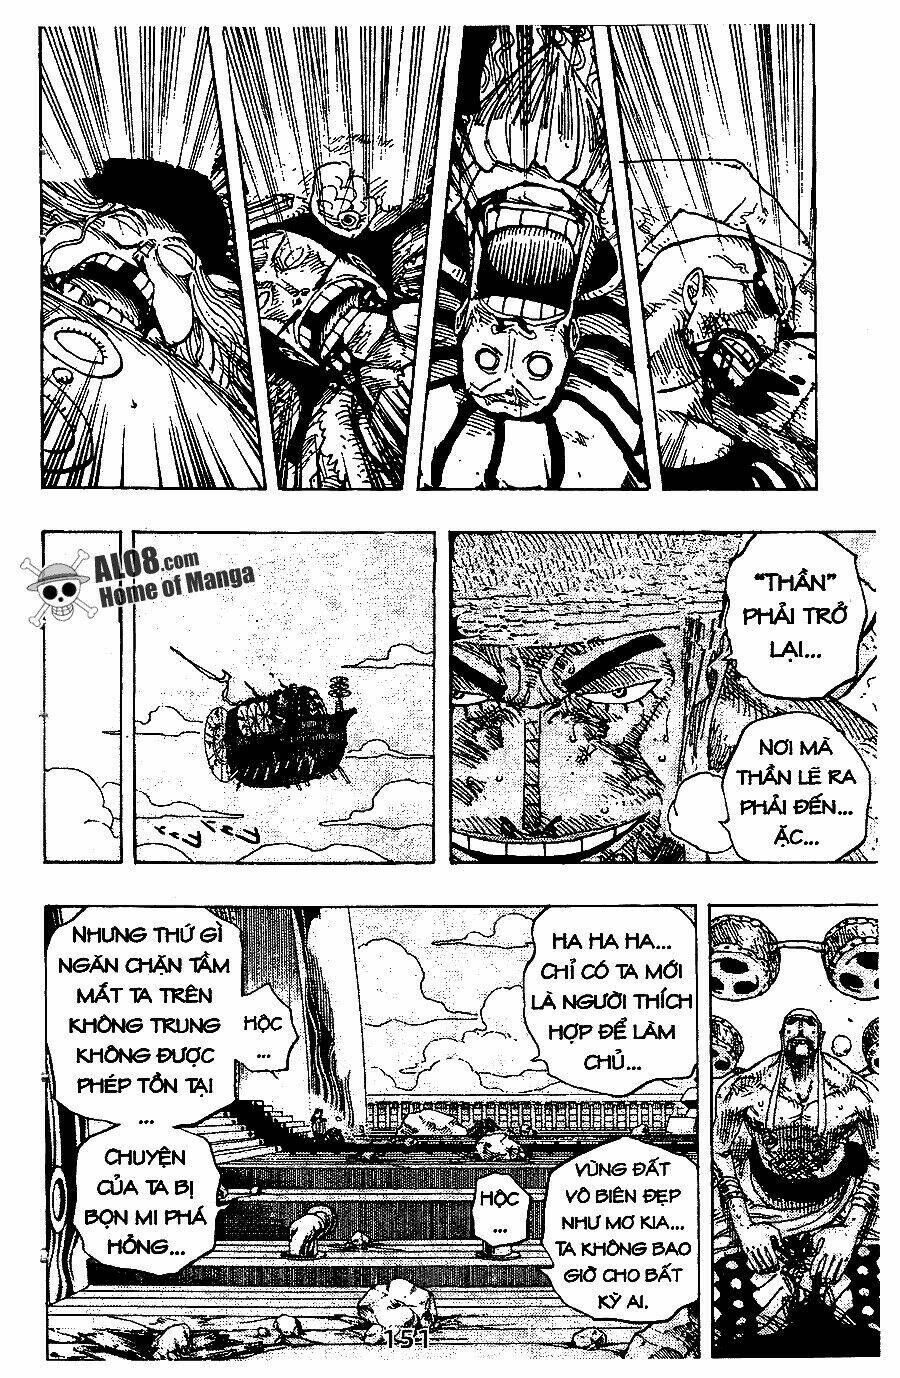 ALO8.com
Home of Manga
"THẦN"
PHẢI TRỞ
LẠI...
NƠI MÀ
THẦN LẼ RA
PHẢI ĐẾN...
ẶC...
HA HA HA...
CHỈ CÓ TA MỚI
LÀ NGƯỜI THÍCH
HỢP ĐỂ LÀM
CHỦ...
VÙNG ĐẤT
VÔ BIÊN ĐẸP
NHƯ MƠ KIA...
TA KHÔNG BAO
GIỜ CHO BẤT
KỲ AI.
HỘC
...
HỘC
...
NHƯNG THỨ GÌ
NGĂN CHẶN TẦM
MẮT TA TRÊN
KHÔNG TRUNG
KHÔNG ĐƯỢC
PHÉP TỒN TẠI
...
CHUYỆN
CỦA TA BỊ
BỌN MI PHÁ
HỎNG...
151